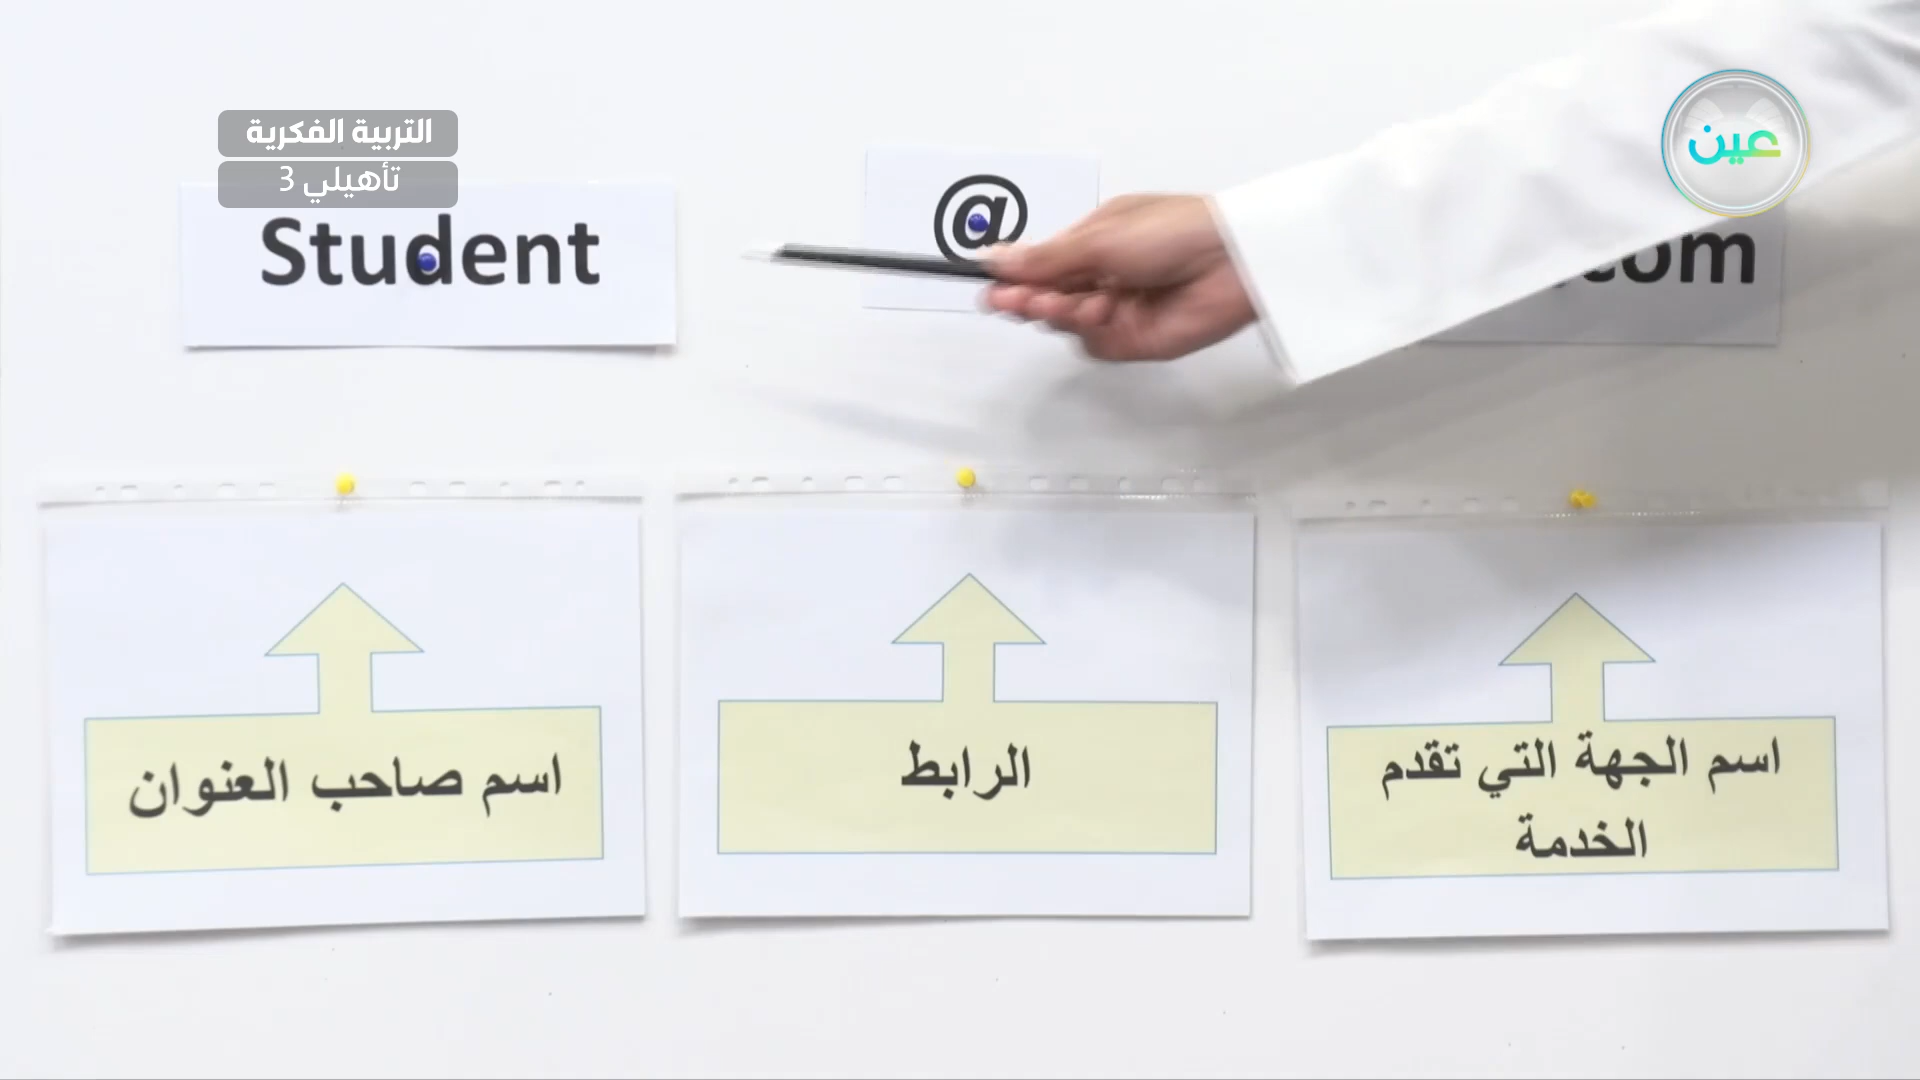 التربية الفكرية
تأهيلي 3
عين
Student
@
.com
اسم صاحب العنوان
الرابط
اسم الجهة التي تقدم
الخدمة